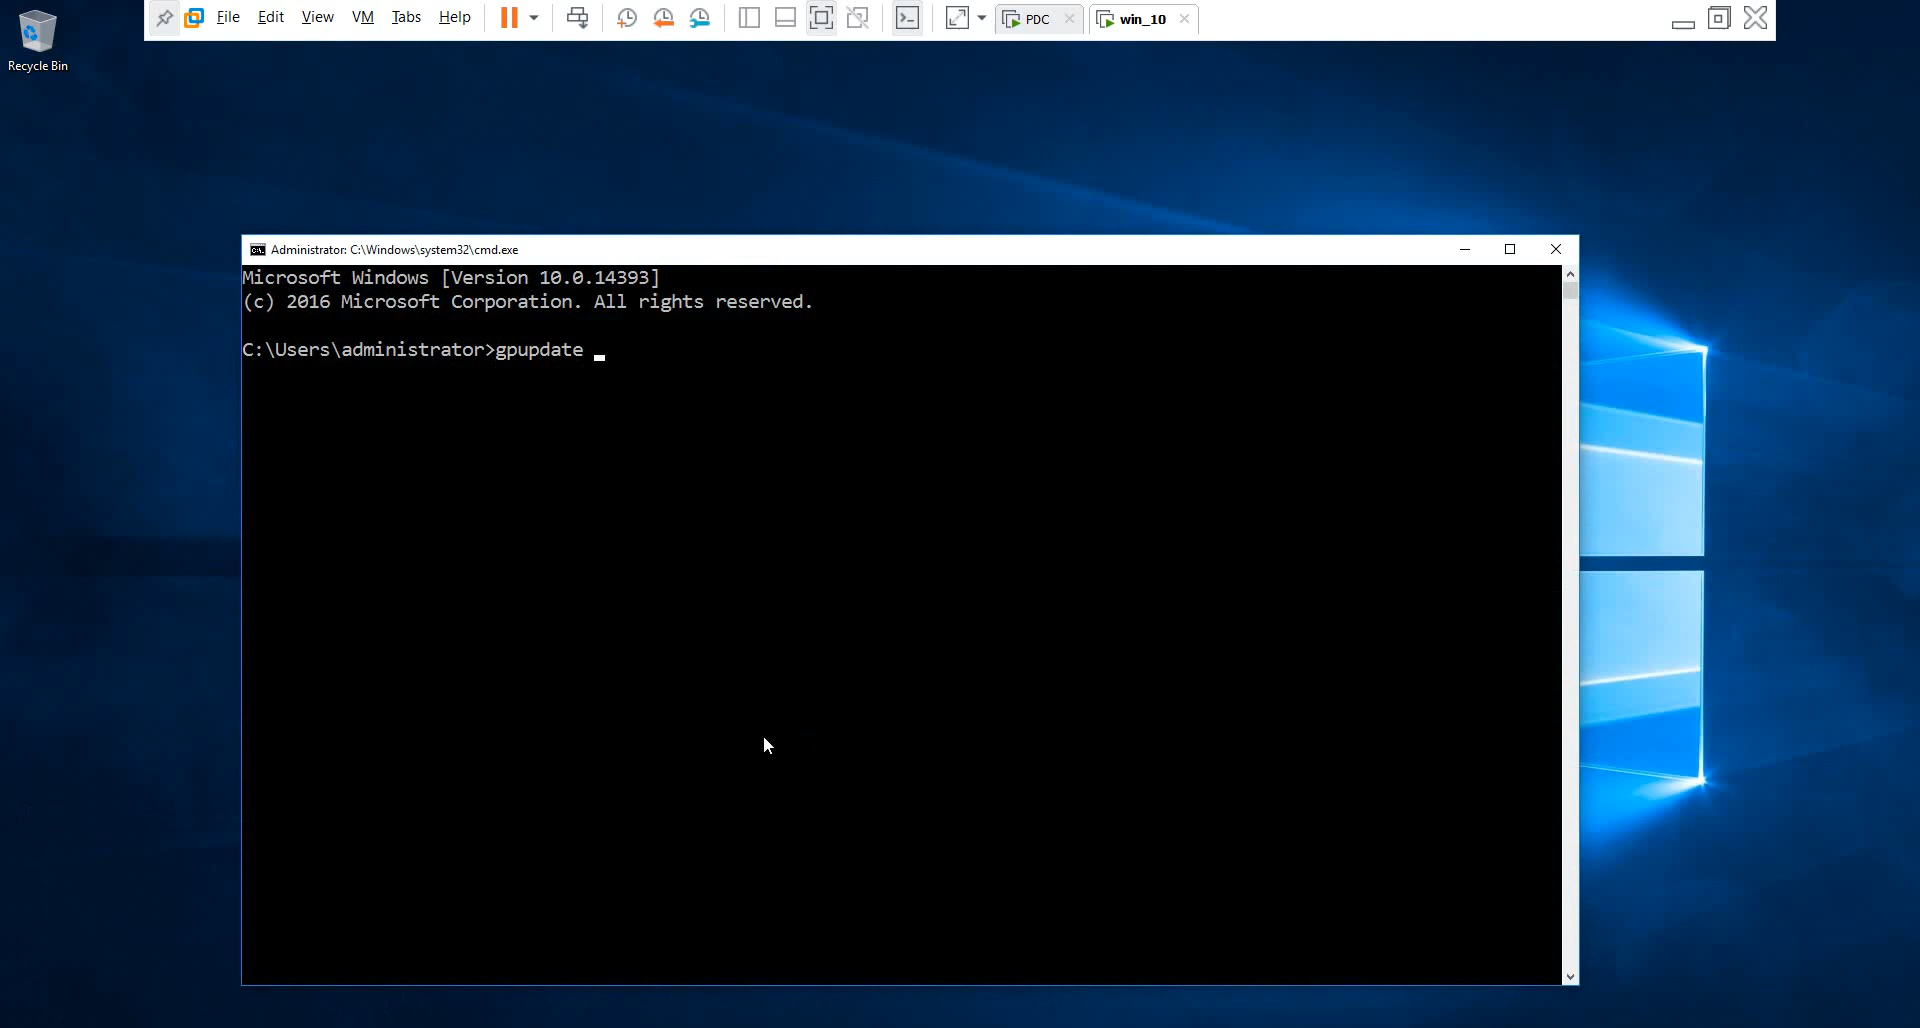 File Edit View VM Tabs Help PDC win_10
Recycle Bin
Administrator: C:\Windows\system32\cmd.exe
Microsoft Windows [Version 10.0.14393]
(c) 2016 Microsoft Corporation. All rights reserved.
C:\Users\administrator>gpupdate